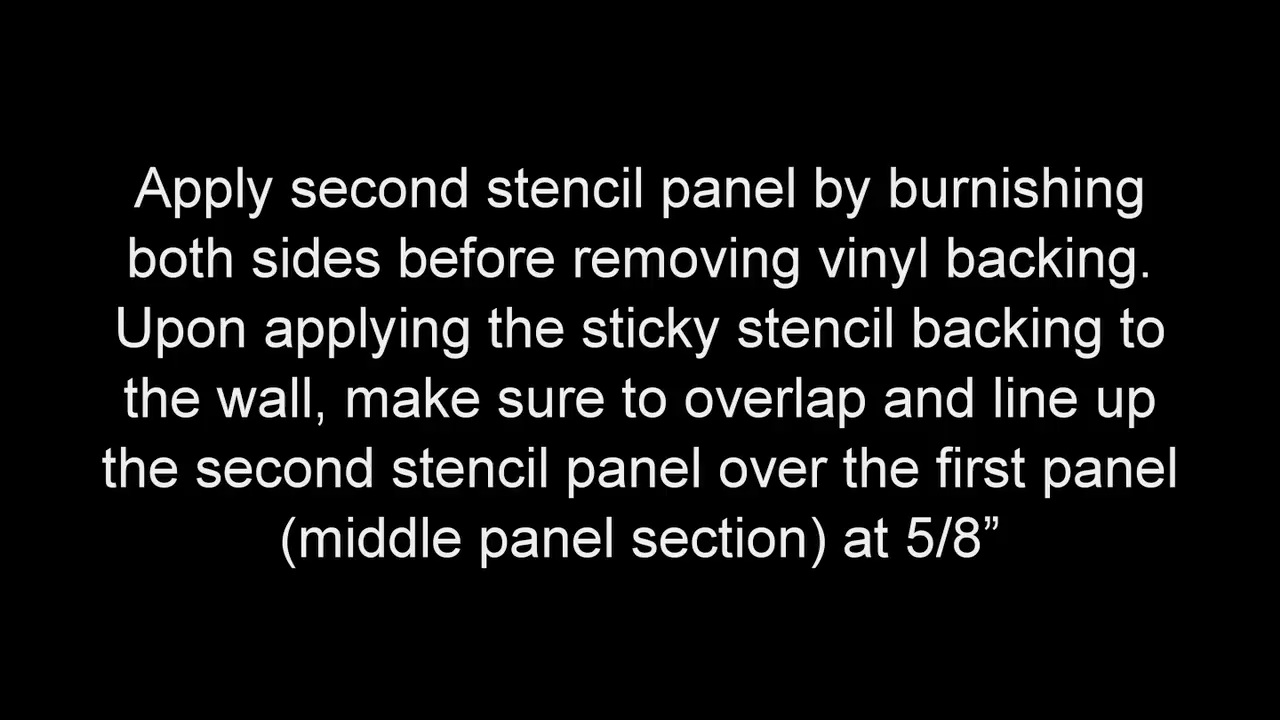 Apply second stencil panel by burnishing
both sides before removing vinyl backing.
Upon applying the sticky stencil backing to
the wall, make sure to overlap and line up
the second stencil panel over the first panel
(middle panel section) at 5/8”